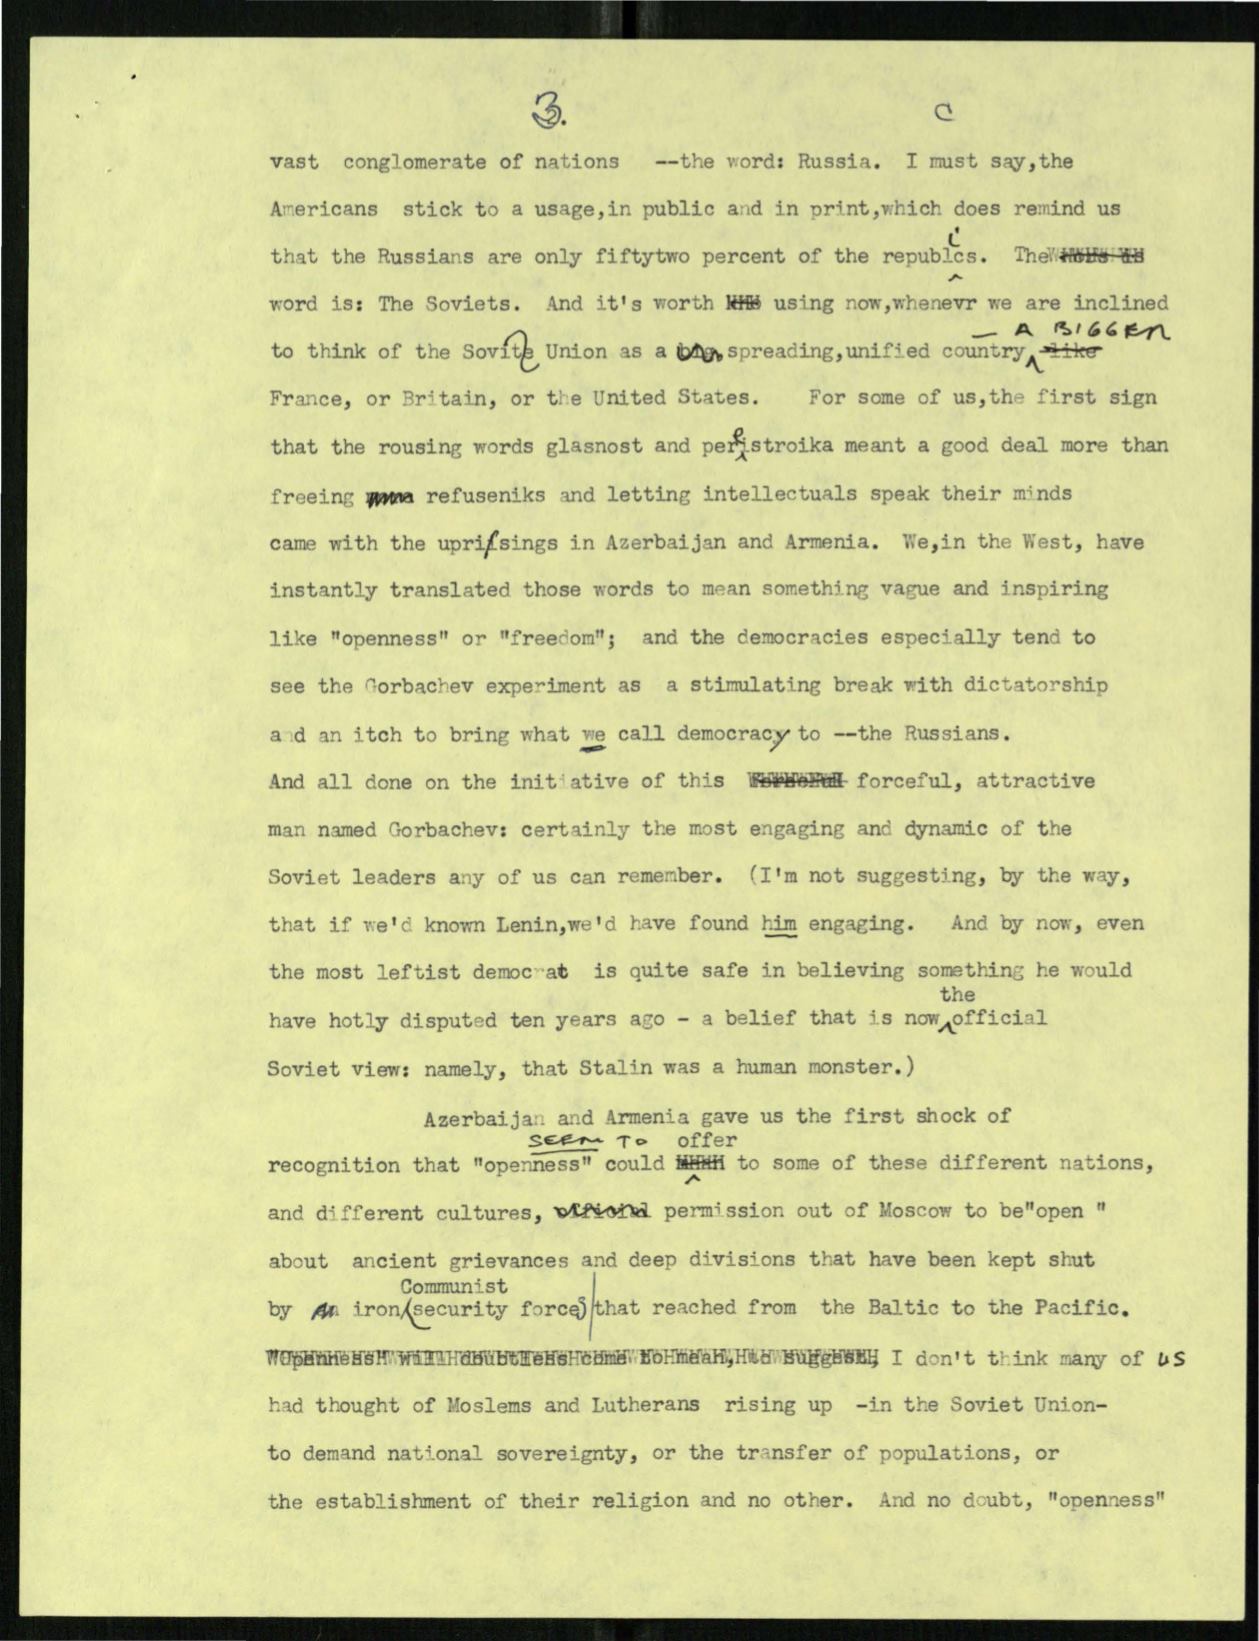 3. C
vast conglomerate of nations --the word: Russia. I must say,the
Americans stick to a usage,in public and in print,which does remind us
that the Russians are only fiftytwo percent of the republics. The
word is: The Soviets. And it's worth using now,whenevr we are inclined
— A BIGGER
to think of the Sovite Union as a spreading,unified country like
France, or Britain, or the United States. For some of us,the first sign
that the rousing words glasnost and perestroika meant a good deal more than
freeing refuseniks and letting intellectuals speak their minds
came with the uprisings in Azerbaijan and Armenia. We,in the West, have
instantly translated those words to mean something vague and inspiring
like "openness" or "freedom"; and the democracies especially tend to
see the Gorbachev experiment as a stimulating break with dictatorship
and an itch to bring what we call democracy to --the Russians.
And all done on the initiative of this forceful, attractive
man named Gorbachev: certainly the most engaging and dynamic of the
Soviet leaders any of us can remember. (I'm not suggesting, by the way,
that if we'd known Lenin,we'd have found him engaging. And by now, even
the most leftist democrat is quite safe in believing something he would
the
have hotly disputed ten years ago - a belief that is now official
Soviet view: namely, that Stalin was a human monster.)
Azerbaijan and Armenia gave us the first shock of
SEEM TO offer
recognition that "openness" could to some of these different nations,
and different cultures, official permission out of Moscow to be"open "
about ancient grievances and deep divisions that have been kept shut
Communist
by an iron (security force) that reached from the Baltic to the Pacific.
"Openness" will doubtless come to mean, to suggest, I don't think many of us
had thought of Moslems and Lutherans rising up -in the Soviet Union-
to demand national sovereignty, or the transfer of populations, or
the establishment of their religion and no other. And no doubt, "openness"